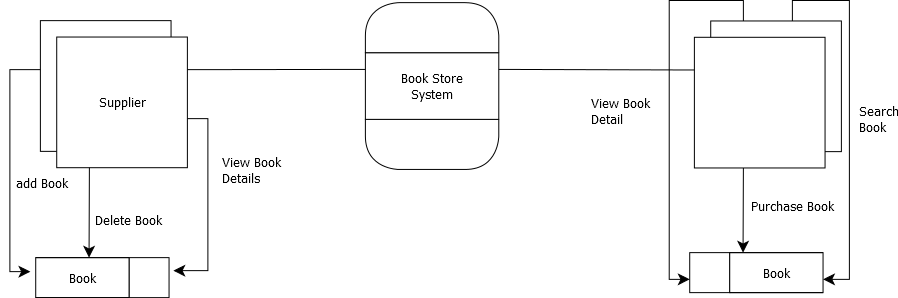 Supplier
Book Store
System
View Book
Detail
Search
Book
View Book
Details
add Book
Delete Book
Purchase Book
Book
Book